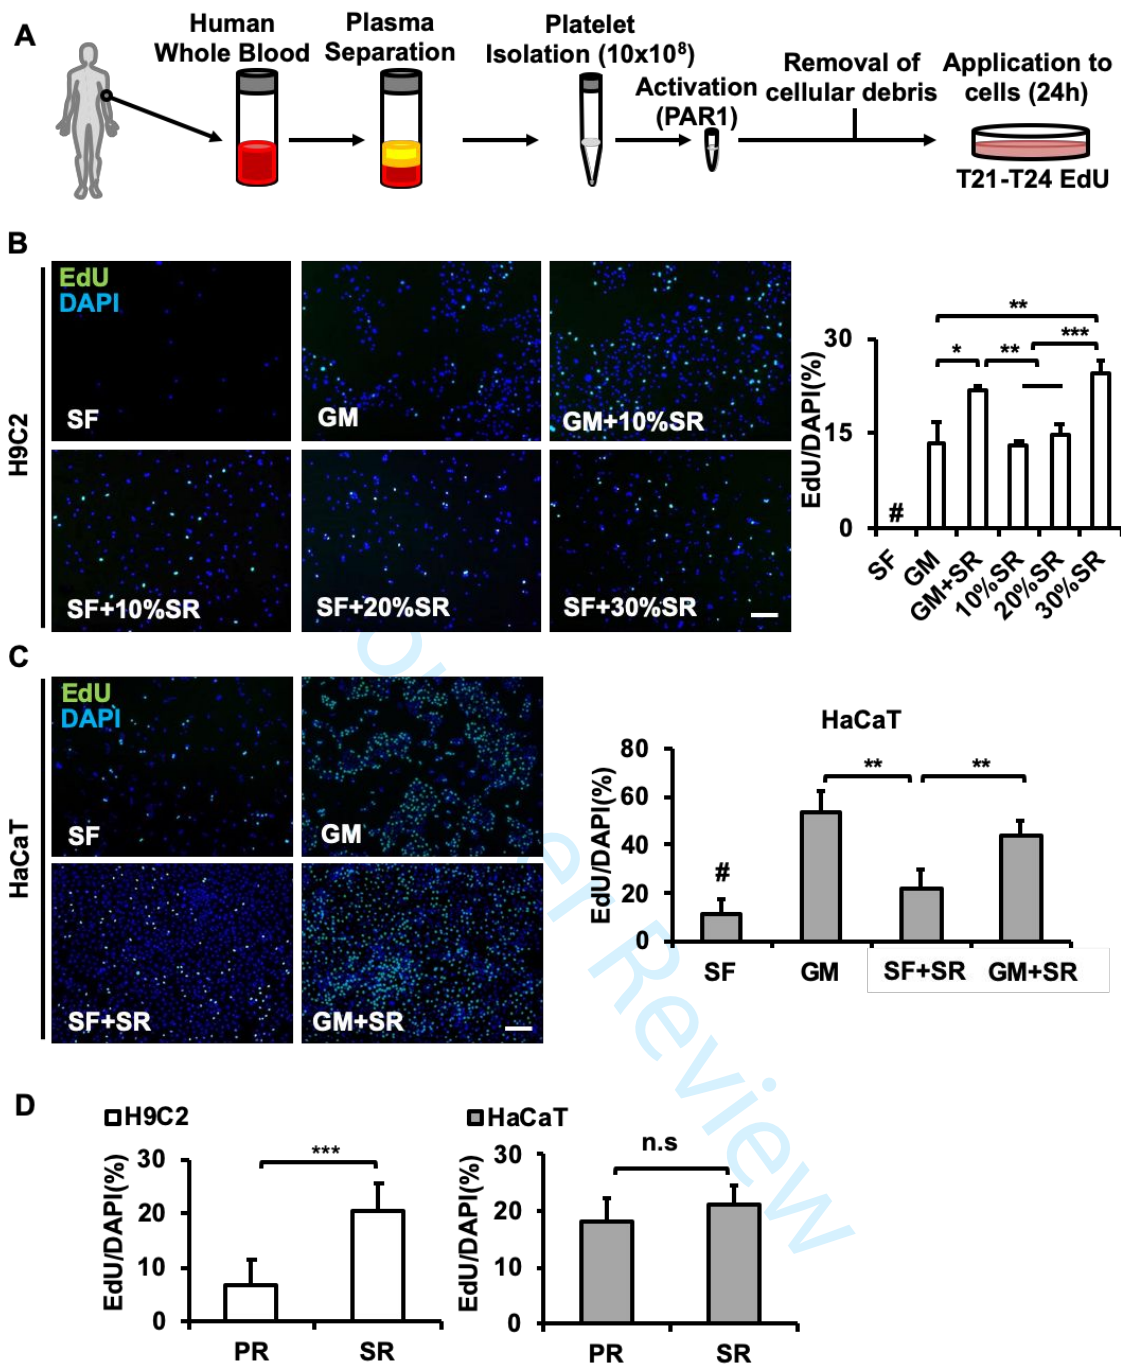 A
Human
Whole Blood
Plasma
Separation
Platelet
Isolation (10x10⁸)
Activation
(PAR1)
Removal of
cellular debris
Application to
cells (24h)
T21-T24 EdU
B
H9C2
EdU
DAPI
SF
GM
GM+10%SR
SF+10%SR
SF+20%SR
SF+30%SR
EdU/DAPI(%)
30
15
0
**
*
**
***
#
SF
GM
GM+SR
10%SR
20%SR
30%SR
C
HaCaT
EdU
DAPI
SF
GM
SF+SR
GM+SR
HaCaT
EdU/DAPI(%)
80
60
40
20
0
#
**
**
SF
GM
SF+SR
GM+SR
D
H9C2
EdU/DAPI(%)
30
20
10
0
***
PR
SR
HaCaT
EdU/DAPI(%)
30
20
10
0
n.s
PR
SR
er Review